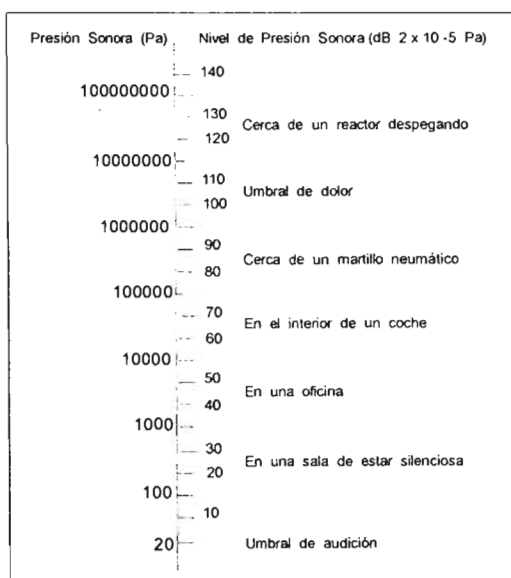 Presión Sonora (Pa) Nivel de Presión Sonora (dB 2 x 10 -5 Pa)
140
100000000
130
Cerca de un reactor despegando
120
10000000
110
Umbral de dolor
100
1000000
90
Cerca de un martillo neumático
80
100000
70
En el interior de un coche
60
10000
50
En una oficina
40
1000
30
En una sala de estar silenciosa
20
100
10
20 Umbral de audición